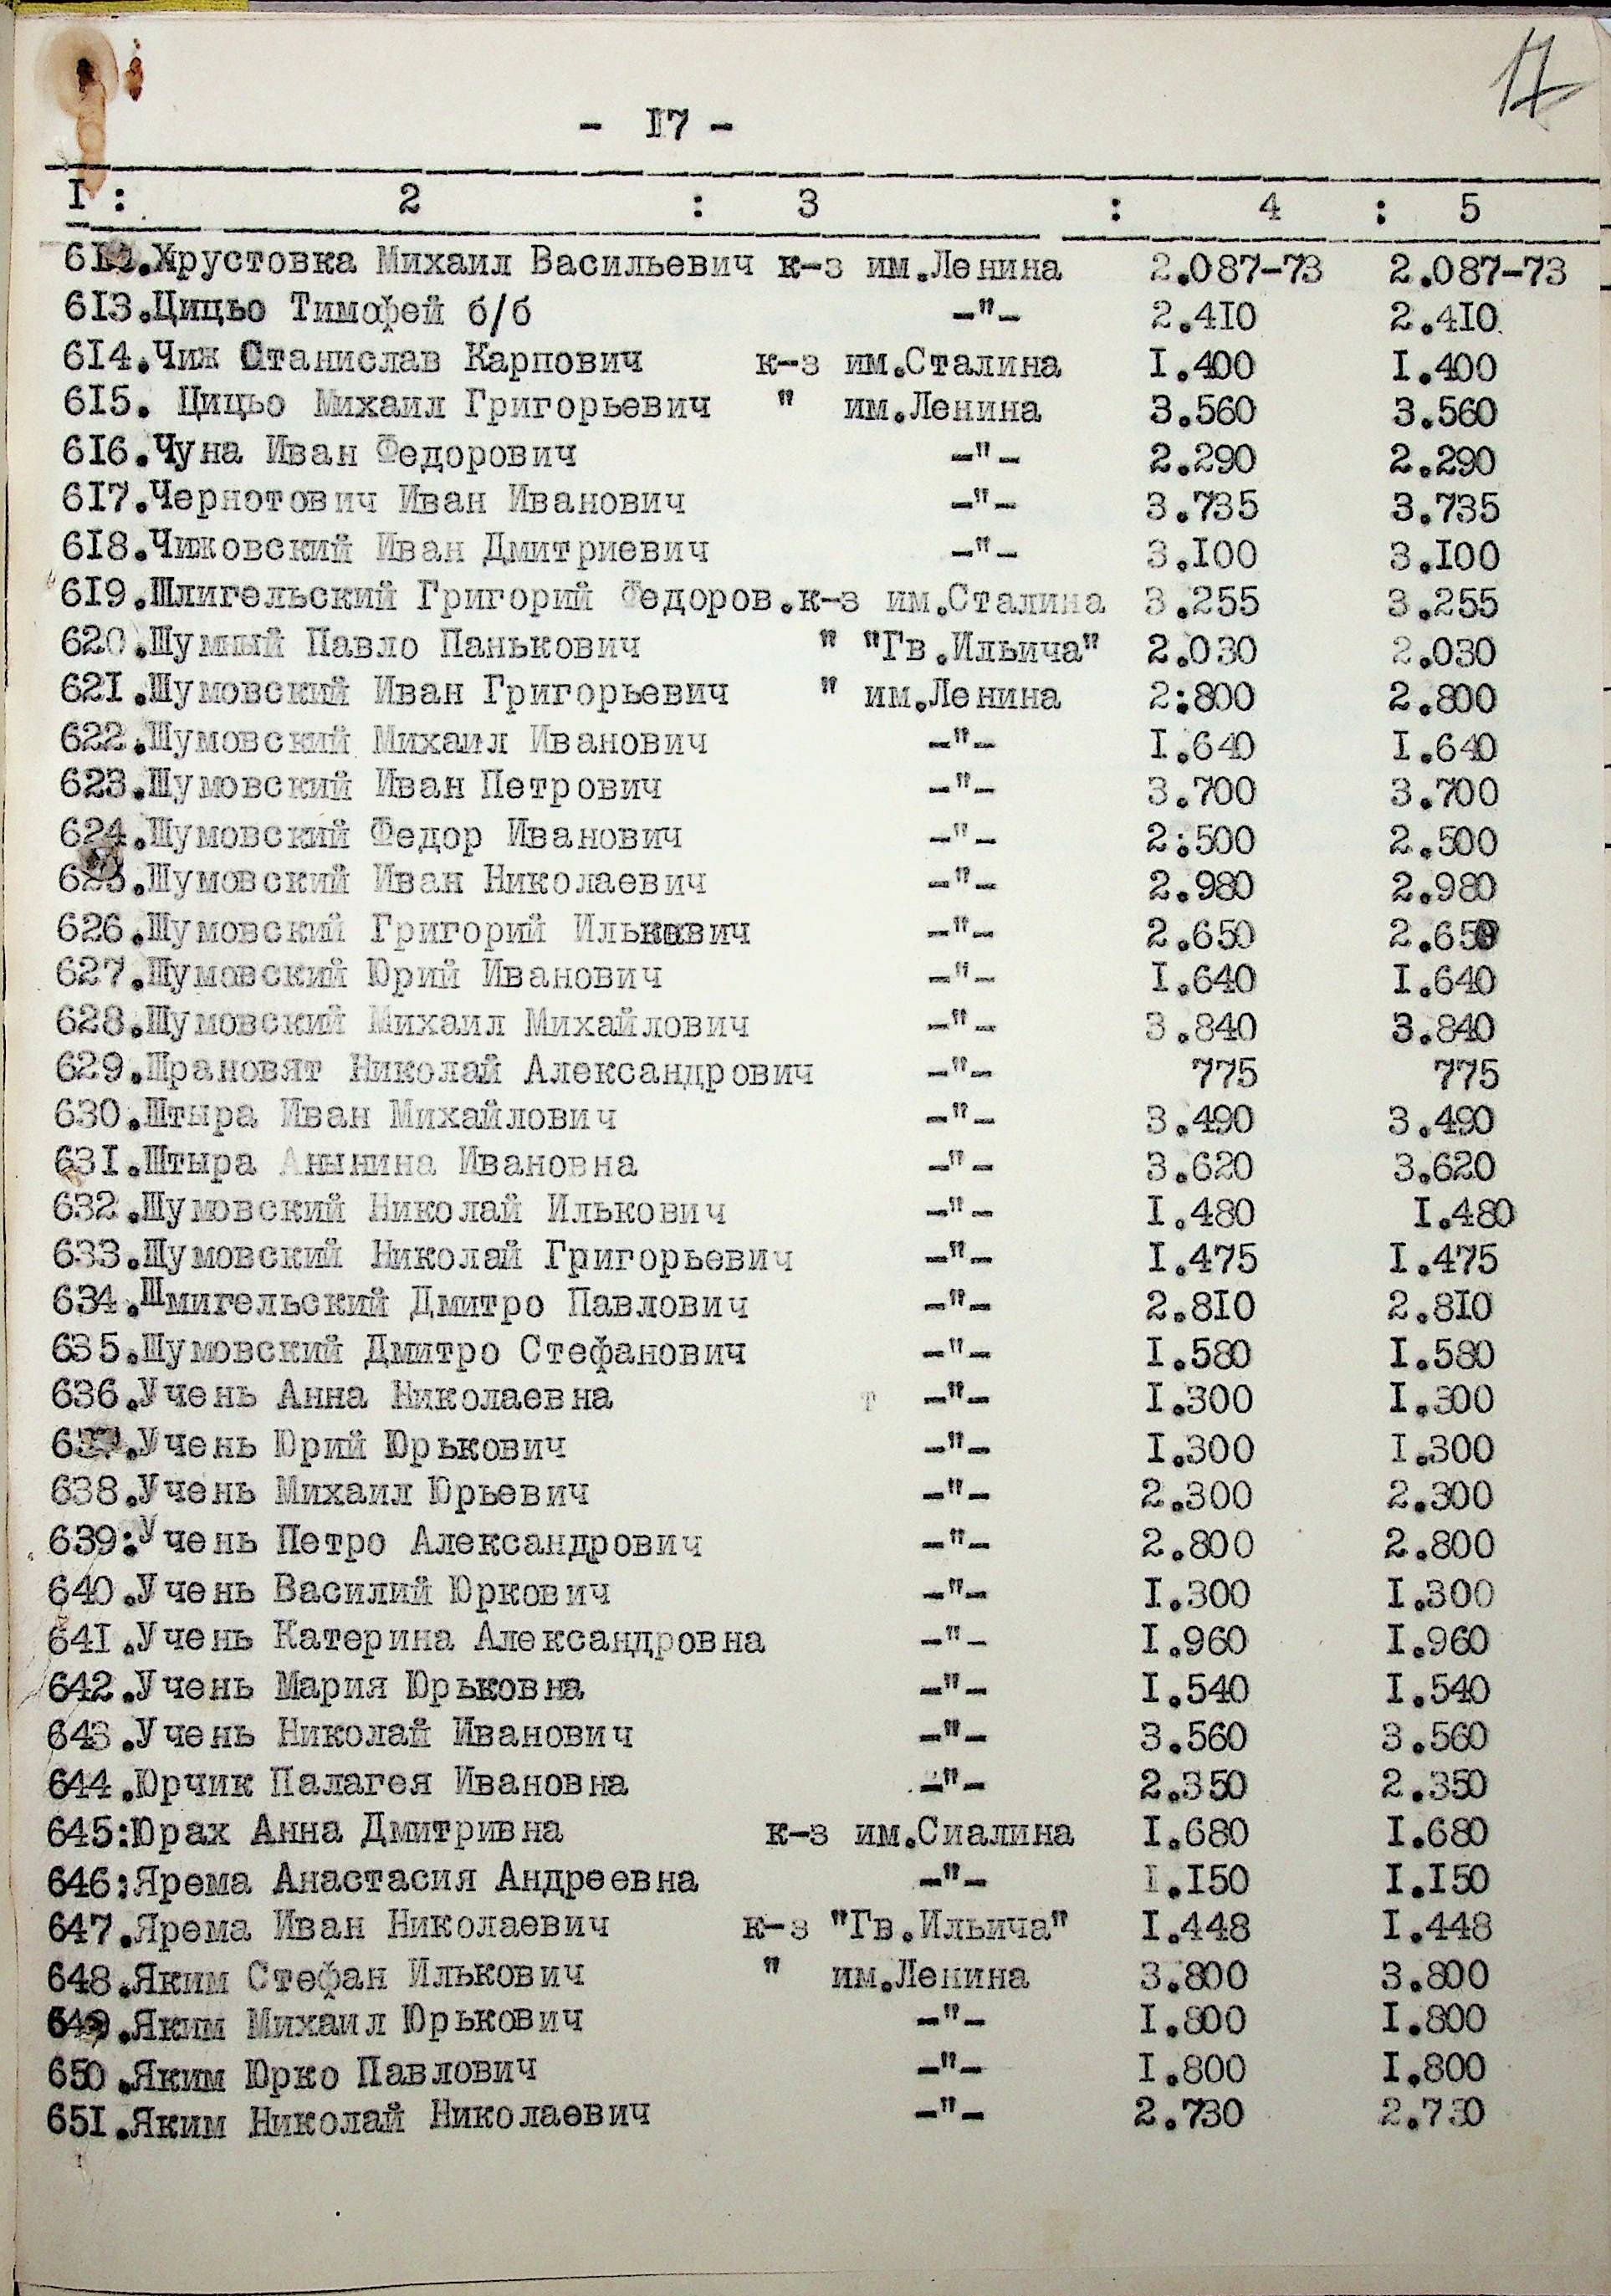 17
- I7 -
I : 2 : 3 : 4 : 5
612.Хрустовка Михаил Васильевич к-з им.Ленина 2.087-73 2.087-73
613.Цицьо Тимофей б/б -"- 2.4I0 2.4I0
6I4.Чиж Станислав Карпович к-з им.Сталина I.400 I.400
6I5. Цицьо Михаил Григорьевич " им.Ленина 3.560 3.560
6I6.Чуна Иван Федорович -"- 2.290 2.290
6I7.Чернотович Иван Иванович -"- 3.735 3.735
6I8.Чижовский Иван Дмитриевич -"- 3.I00 3.I00
6I9.Шлигельский Григорий Федоров.к-з им.Сталина 3.255 3.255
620.Шумный Павло Панькович " "Гв.Ильича" 2.030 2.030
62I.Шумовский Иван Григорьевич " им.Ленина 2:800 2.800
622.Шумовский Михаил Иванович -"- I.640 I.640
623.Шумовский Иван Петрович -"- 3.700 3.700
624.Шумовский Федор Иванович -"- 2:500 2.500
625.Шумовский Иван Николаевич -"- 2.980 2.980
626.Шумовский Григорий Илькович -"- 2.650 2.650
627.Шумовский Юрий Иванович -"- I.640 I.640
628.Шумовский Михаил Михайлович -"- 3.840 3.840
629.Шрановят Николай Александрович -"- 775 775
630.Штыра Иван Михайлович -"- 3.490 3.490
63I.Штыра Анынина Ивановна -"- 3.620 3.620
632.Шумовский Николай Илькович -"- I.480 I.480
633.Шумовский Николай Григорьевич -"- I.475 I.475
634.Шмигельский Дмитро Павлович -"- 2.8I0 2.8I0
635.Шумовский Дмитро Стефанович -"- I.580 I.580
636.Учень Анна Николаевна т -"- I.300 I.300
637.Учень Юрий Юрькович -"- I.300 I.300
638.Учень Михаил Юрьевич -"- 2.300 2.300
639:Учень Петро Александрович -"- 2.800 2.800
640.Учень Василий Юркович -"- I.300 I.300
64I.Учень Катерина Александровна -"- I.960 I.960
642.Учень Мария Юрьковна -"- I.540 I.540
643.Учень Николай Иванович -"- 3.560 3.560
644.Юрчик Палагея Ивановна -"- 2.350 2.350
645:Юрах Анна Дмитривна к-з им.Сиалина I.680 I.680
646:Ярема Анастасия Андреевна -"- I.I50 I.I50
647.Ярема Иван Николаевич к-з "Гв.Ильича" I.448 I.448
648.Яким Стефан Илькович " им.Ленина 3.800 3.800
649.Яким Михаил Юрькович -"- I.800 I.800
650.Яким Юрко Павлович -"- I.800 I.800
65I.Яким Николай Николаевич -"- 2.730 2.730